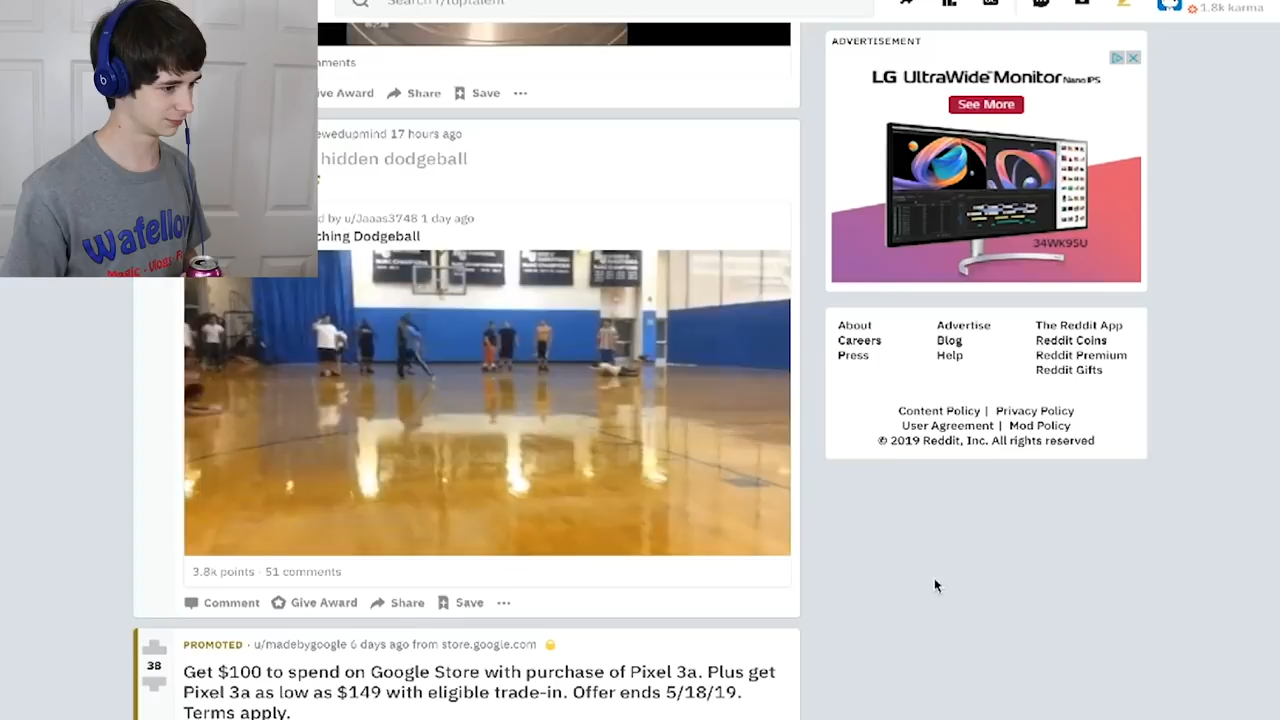 Search r/toptalent
1.8k karma
ments
ive Award Share Save
ewedupmind 17 hours ago
hidden dodgeball
d by u/Jaaas3748 1 day ago
ching Dodgeball
3.8k points · 51 comments
Comment Give Award Share Save
PROMOTED · u/madebygoogle 6 days ago from store.google.com
38
Get $100 to spend on Google Store with purchase of Pixel 3a. Plus get
Pixel 3a as low as $149 with eligible trade-in. Offer ends 5/18/19.
Terms apply.
Wafello
Magic - Vlogs
ADVERTISEMENT
LG UltraWide™ Monitor Nano IPS
See More
34WK95U
About Advertise The Reddit App
Careers Blog Reddit Coins
Press Help Reddit Premium
Reddit Gifts
Content Policy | Privacy Policy
User Agreement | Mod Policy
© 2019 Reddit, Inc. All rights reserved